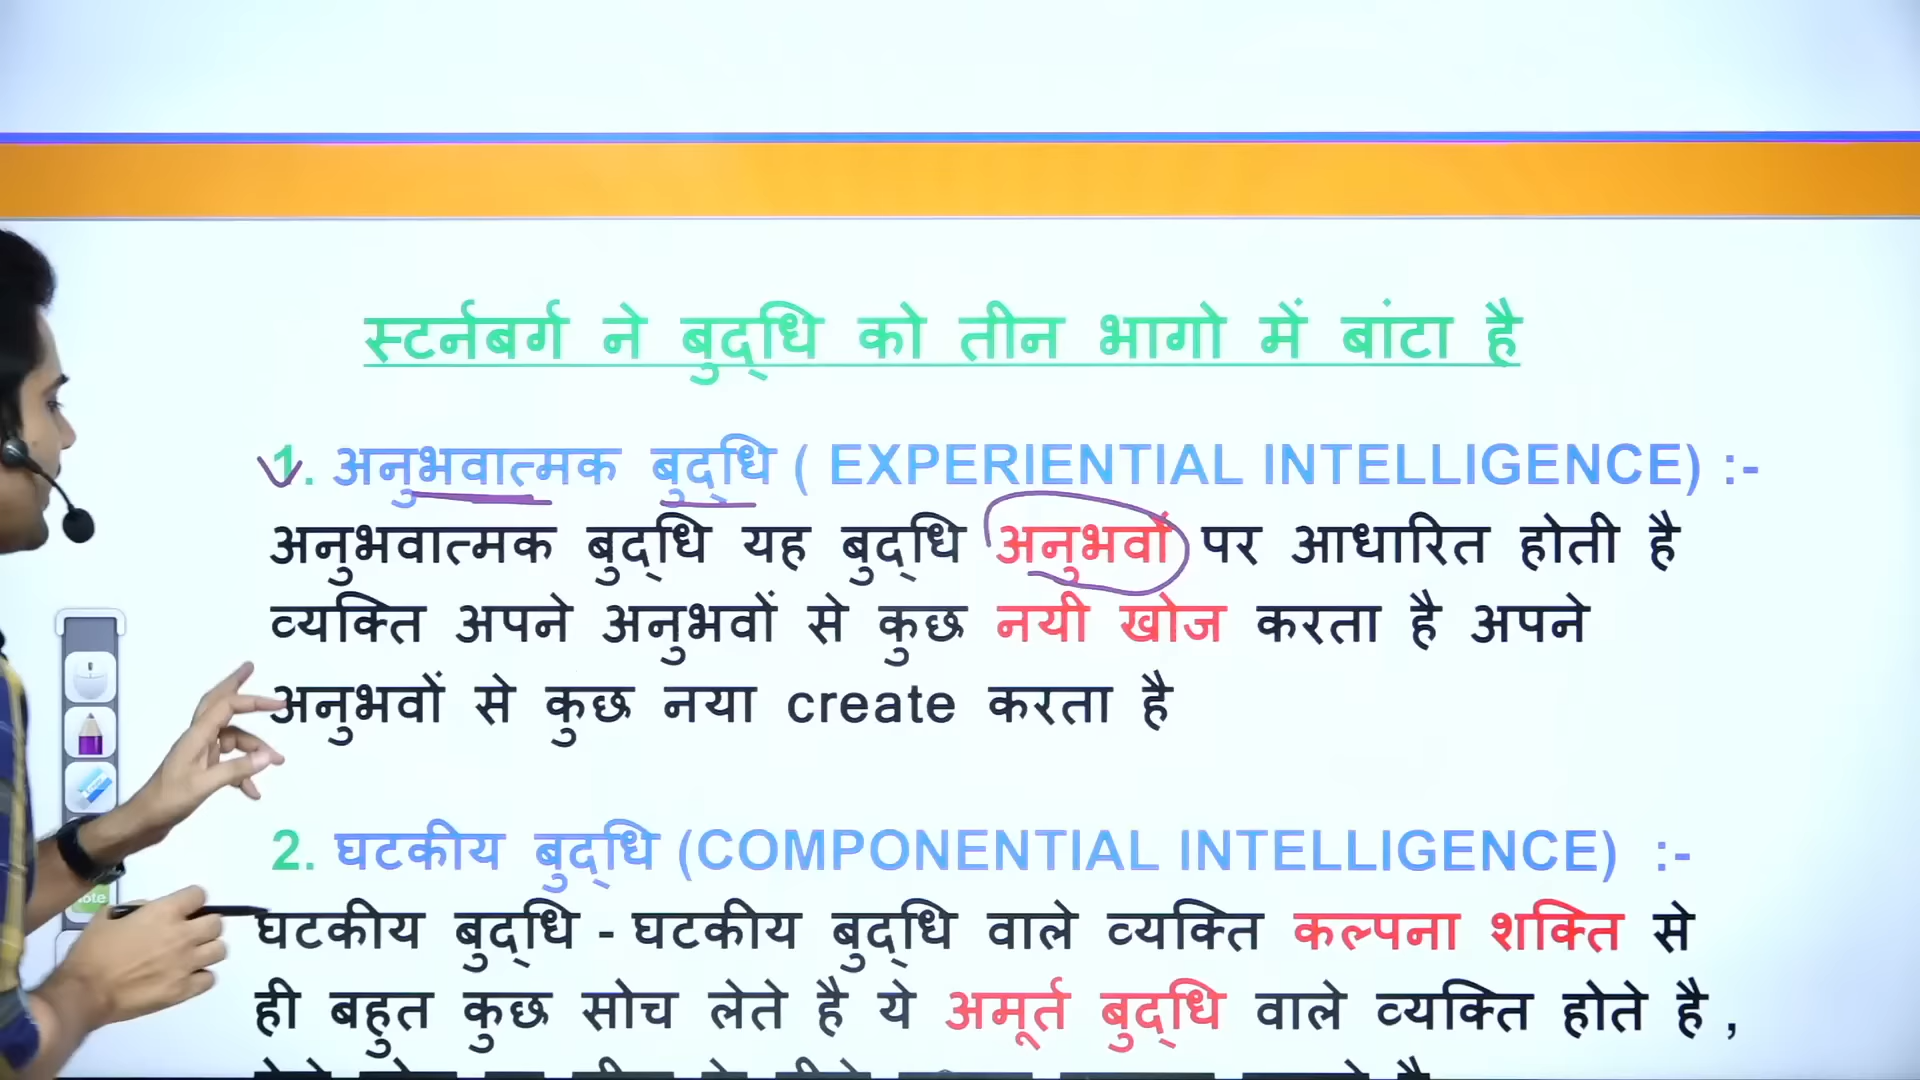 स्टर्नबर्ग ने बुद्धि को तीन भागो में बांटा है
1. अनुभवात्मक बुद्धि ( EXPERIENTIAL INTELLIGENCE) :-
अनुभवात्मक बुद्धि यह बुद्धि अनुभवों पर आधारित होती है
व्यक्ति अपने अनुभवों से कुछ नयी खोज करता है अपने
अनुभवों से कुछ नया create करता है
2. घटकीय बुद्धि (COMPONENTIAL INTELLIGENCE) :-
घटकीय बुद्धि - घटकीय बुद्धि वाले व्यक्ति कल्पना शक्ति से
ही बहुत कुछ सोच लेते है ये अमूर्त बुद्धि वाले व्यक्ति होते है ,